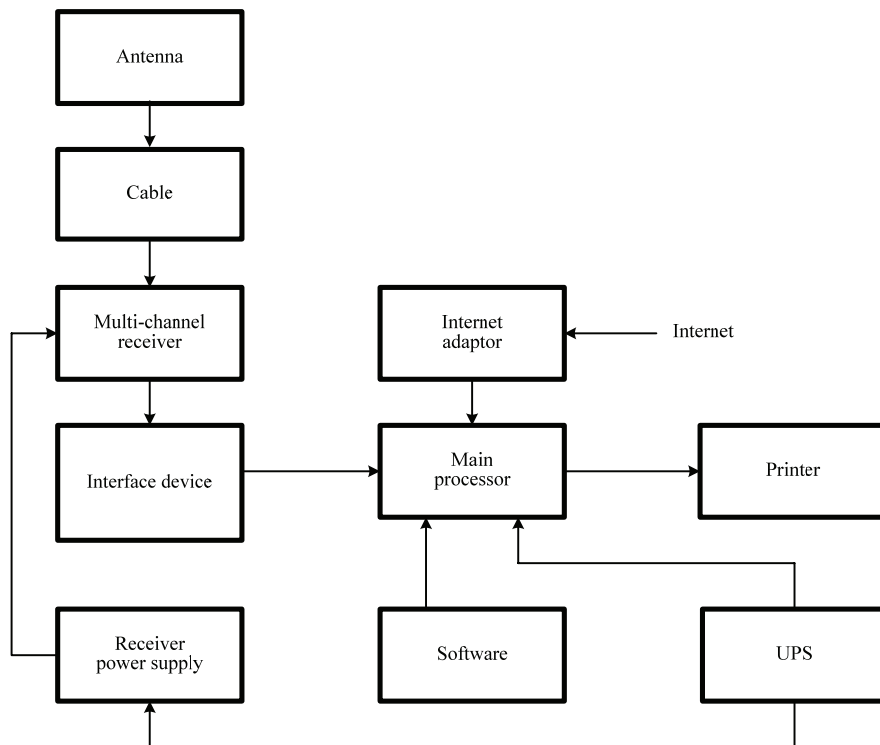 Antenna
Cable
Multi-channel
receiver
Internet
adaptor
Internet
Interface device
Main
processor
Printer
Receiver
power supply
Software
UPS